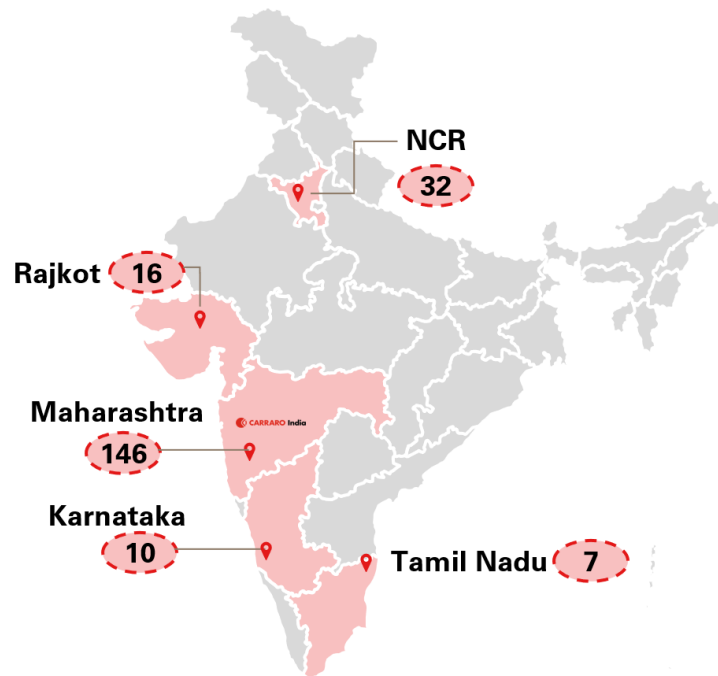 NCR
32
Rajkot 16
Maharashtra
CARRARO India
146
Karnataka
10
Tamil Nadu 7